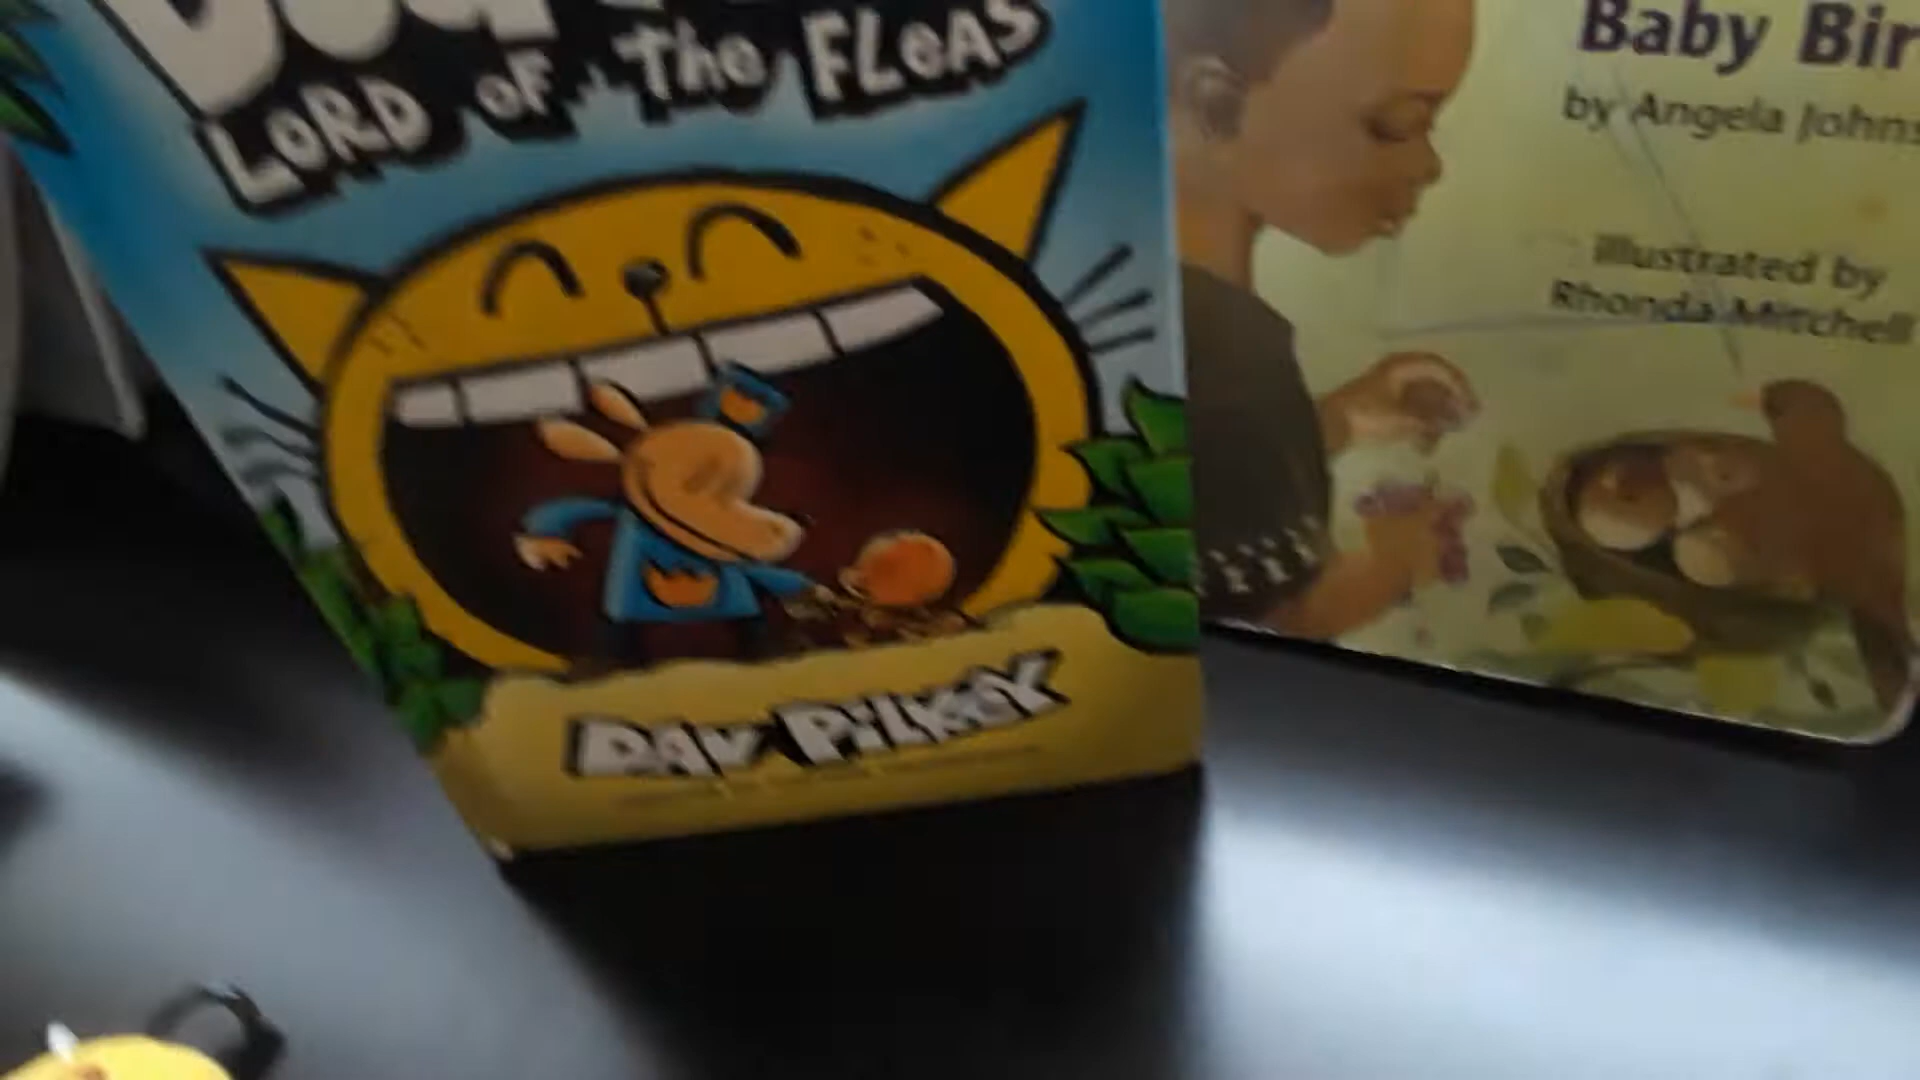 LORD OF The FLEAS
DAV PiLKEY
Baby Bir
by Angela Johns
illustrated by
Rhonda Mitchell